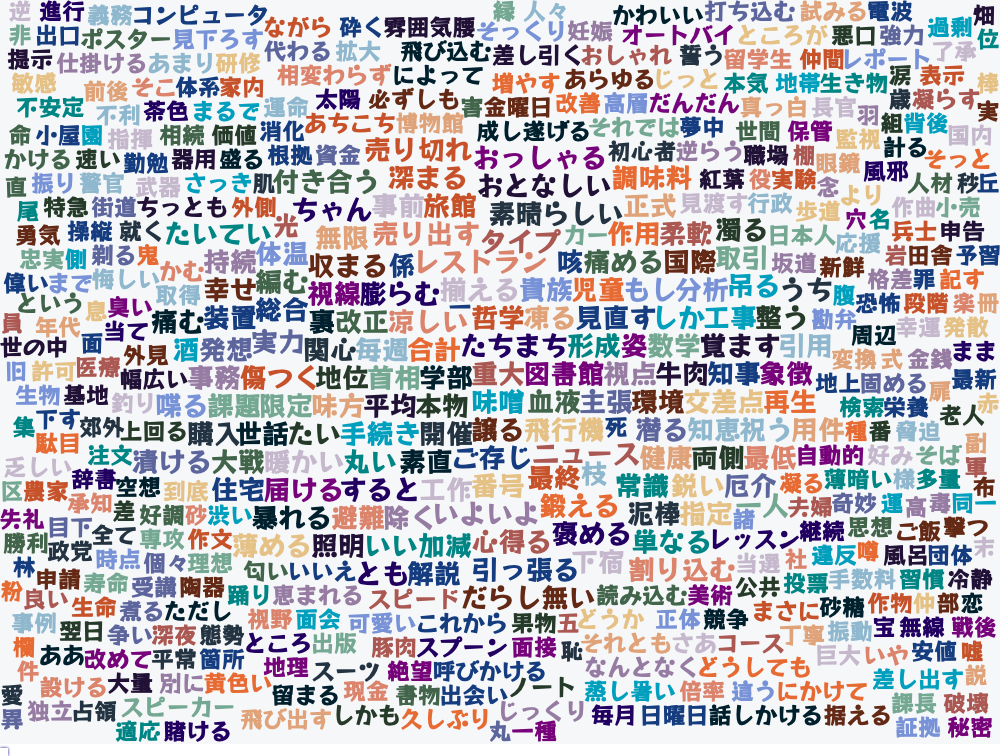 逆 進行 義務 コンピュータ ながら 砕く 雰囲気 腰 縁 人々 かわいい 打ち込む 試みる 電波 過剰 畑
非 出口 ポスター 見下ろす 代わる 拡大 飛び込む 差し引く そっくり 妊娠 オートバイ ところが 悪口 強力 了承 位
提示 仕掛ける あまり 研修 相変わらず によって おしゃれ 誓う 留学生 仲間 レポート 涙 表示 棒
敏感 前後 そこ 体系 家内 増やす あらゆる じっと 本気 地帯 生き物 歳 凝らす 実
不安定 不利 茶色 まるで 運命 太陽 必ずしも 害 金曜日 改善 高層 だんだん 真っ白 長官 羽 組 背後 国内
命 小屋 園 指揮 相続 価値 消化 あちこち 博物館 成し遂げる それでは 夢中 世間 保管 監視 計る そっと
かける 速い 勤勉 器用 盛る 根拠 資金 売り切れ おっしゃる 初心者 逆らう 職場 棚 眼鏡 風邪 人材 秒 丘
直 振り 警官 武器 さっき 肌 付き合う 深まる おとなしい 調味料 紅葉 役 実験 念 より 作曲 小売
尾 特急 街道 ちっとも 外側 光 ちゃん 事前 旅館 素晴らしい 正式 見渡す 行政 歩道 穴 名 兵士 申告
勇気 操縦 就く たいてい 無限 売り出す タイプ カー 作用 柔軟 濁る 日本人 応援 岩 田舎 予習
忠実 側 剃る 鬼 かむ 持続 体温 収まる 係 レストラン 咳 痛める 国際 取引 坂道 新鮮 格差 罪 記す
偉い まで 悔しい 取得 幸せ 編む 視線 膨らむ 揃える 貴族 児童 もし 分析 吊る うち 腹 恐怖 段階 楽 冊
という 息 臭い 痛む 装置 総合 裏 改正 涼しい 一 哲学 凍る 見直す しか 工事 整う 勘弁 周辺 幸運 発散
員 年代 面 当て 外見 酒 発想 実力 関心 毎週 合計 たちまち 形成 姿 数学 覚ます 引用 変換 式 金銭 まま
世の中 旧 許可 医療 幅広い 事務 傷つく 地位 首相 学部 重大 図書館 視点 牛肉 知事 象徴 地上 固める 扉 最新
生物 基地 釣り 喋る 課題 限定 味方 平均 本物 味噌 血液 主張 環境 交差点 再生 検索 栄養 老人 赤
集 下す 郊外 上回る 購入 世話 たい 手続き 開催 譲る 飛行機 死 潜る 知恵 祝う 用件 種 番 脅迫
駄目 注文 漬ける 大戦 暖かい 丸い 素直 ご存じ ニュース 健康 両側 最低 自動的 好み そば 副
乏しい 辞書 空想 到底 住宅 届ける すると 工作 番号 最終 枝 常識 鋭い 厄介 凝る 薄暗い 様 多量 軍
区 農家 承知 差 好調 砂 渋い 暴れる 避難 除く いよいよ 鍛える 泥棒 指定 諸 一人 夫婦 奇妙 運 高 毒 同一 布
失礼 目下 全て 専攻 作文 薄める 照明 いい加減 心得る 褒める 単なる レッスン 継続 思想 ご飯 撃つ
勝利 政党 時点 個々 理想 匂い いいえ とも 解説 引っ張る 下宿 割り込む 当選 社 違反 噂 風呂 団体 末
林 申請 寿命 受講 陶器 踊り 恵まれる スピード だらし無い 読み込む 美術 公共 投票 手数料 習慣 冷静
粉 良い 生命 煮る ただし 視野 面会 可愛い これから 果物 五 どうか 正体 競争 まさに 砂糖 作物 仲 部 恋
事例 翌日 争い 深夜 態勢 ところ 出版 豚肉 スプーン 面接 恥 それとも さあ コース 丁寧 振動 宝 無線 戦後
欄 ああ 改めて 平常 箇所 地理 スーツ 絶望 呼びかける なんとなく どうしても 巨大 いや 安値 嘘
件 設ける 大量 別に 黄色い 留まる 現金 書物 出会い ノート 蒸し暑い 倍率 違う にかけて 差し出す 説
愛 昇 独立 占領 スピーカー 飛び出す しかも 久しぶり じっくり 毎月 日曜日 話しかける 据える 課長 破壊
適応 賭ける 丸 一種 証拠 秘密